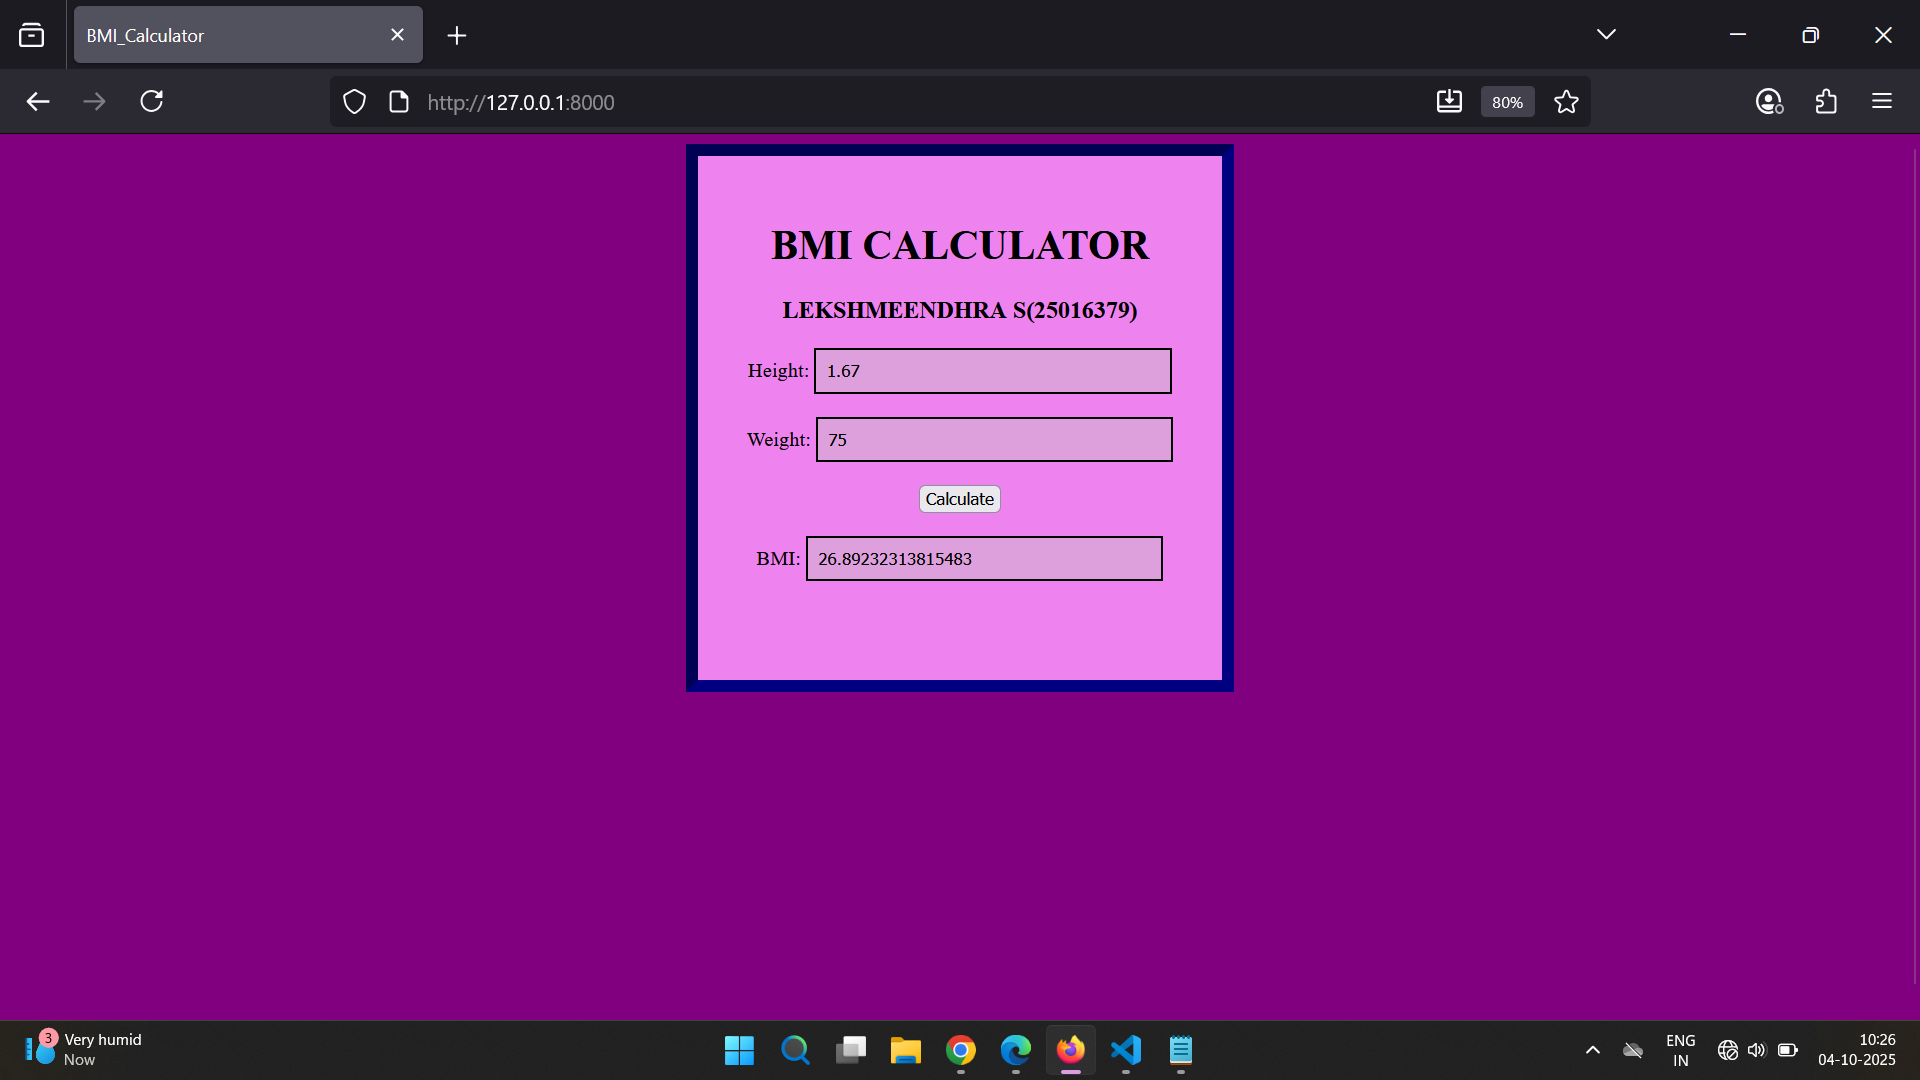 BMI_Calculator
http://127.0.0.1:8000
80%
BMI CALCULATOR
LEKSHMEENDHRA S(25016379)
Height: 1.67
Weight: 75
Calculate
BMI: 26.89232313815483
3
Very humid
Now
ENG
IN
10:26
04-10-2025